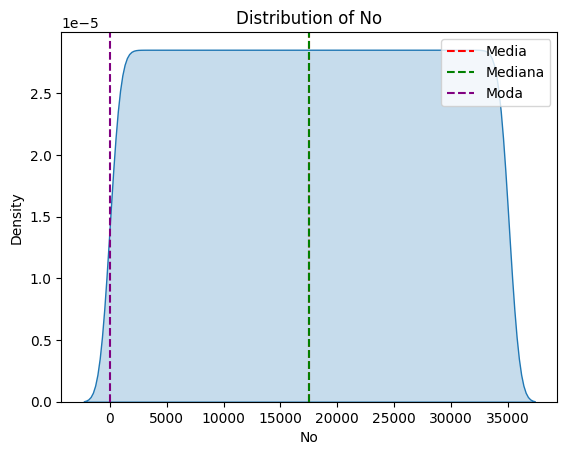 Distribution of No
1e−5
Media
Mediana
Moda
2.5
2.0
1.5
1.0
0.5
0.0
Density
0 5000 10000 15000 20000 25000 30000 35000
No